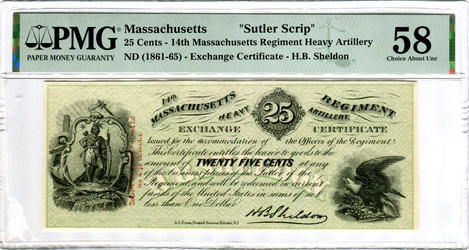 PMG
PAPER MONEY GUARANTY
Massachusetts "Sutler Scrip"
25 Cents - 14th Massachusetts Regiment Heavy Artillery
ND (1861-65) - Exchange Certificate - H.B. Sheldon
58
Choice About Unc
14th
MASSACHUSETTS REGIMENT
HEAVY 25 ARTILLERY.
EXCHANGE CERTIFICATE
Issued for the accommodation of the Officers of the Regiment.
This Certificate entitles the bearer to goods to the
amount of TWENTY FIVE CENTS at any
of the business places of the Sutler of the
Regiment, and will be redeemed in current
funds of the United States in sums of not
less than One Dollar
H.B. Sheldon